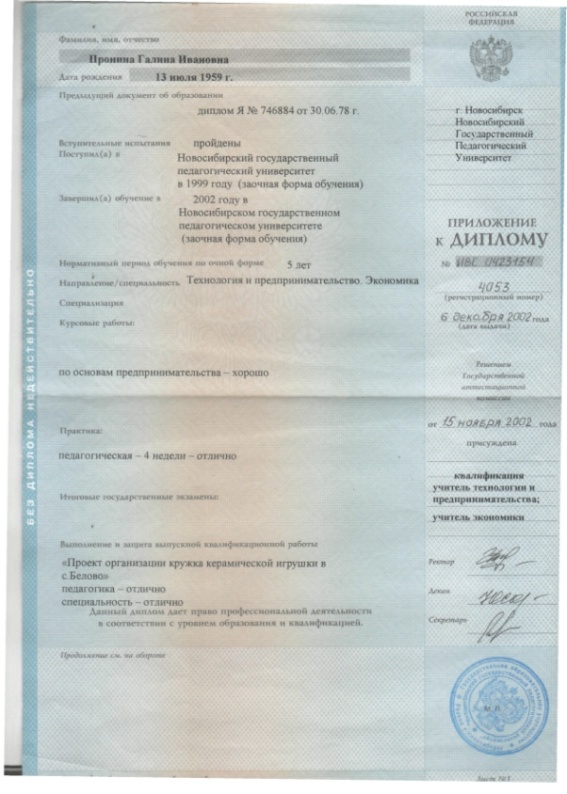 РОССИЙСКАЯ
ФЕДЕРАЦИЯ
Фамилия, имя, отчество
Пронина Галина Ивановна
Дата рождения 13 июля 1959 г.
Предыдущий документ об образовании
диплом Я № 746884 от 30.06.78 г.
Вступительные испытания пройдены
Поступил(а) в
Новосибирский государственный
педагогический университет
в 1999 году (заочная форма обучения)
Завершил(а) обучение в
2002 году в
Новосибирском государственном
педагогическом университете
(заочная форма обучения)
Нормативный период обучения по очной форме 5 лет
Направление/специальность Технология и предпринимательство. Экономика
Специализация
Курсовые работы:
по основам предпринимательства – хорошо
Практика:
педагогическая – 4 недели – отлично
Итоговые государственные экзамены:
Выполнение и защита выпускной квалификационной работы
«Проект организации кружка керамической игрушки в
с.Белово»
педагогика – отлично
специальность – отлично
Данный диплом дает право профессиональной деятельности
в соответствии с уровнем образования и квалификацией.
Продолжение см. на обороте
БЕЗ ДИПЛОМА НЕДЕЙСТВИТЕЛЬНО
г. Новосибирск
Новосибирский
Государственный
Педагогический
Университет
ПРИЛОЖЕНИЕ
к ДИПЛОМУ
№ ИВС 0423154
4053
(регистрационный номер)
6 декабря 2002 года
(дата выдачи)
Решением
Государственной
аттестационной
комиссии
от 15 ноября 2002 года
присуждена
квалификация
учитель технологии и
предпринимательства;
учитель экономики
Ректор
Декан
Секретарь
М.П.
Лист №1